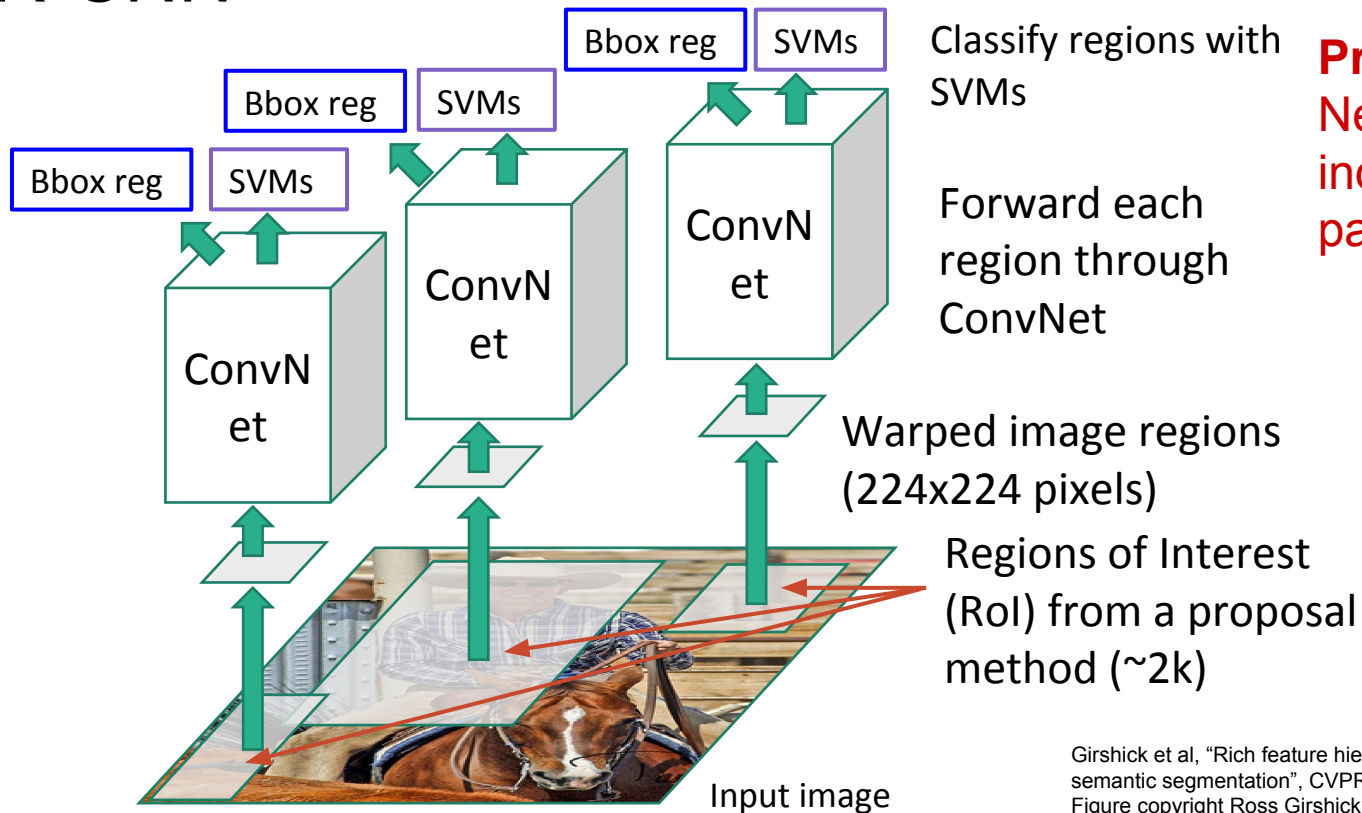 Bbox reg SVMs
Bbox reg SVMs
Bbox reg SVMs
ConvN
et
ConvN
et
ConvN
et
Classify regions with
SVMs
Forward each
region through
ConvNet
Warped image regions
(224x224 pixels)
Regions of Interest
(RoI) from a proposal
method (~2k)
Input image
Girshick et al, “Rich feature
semantic segmentation”,
Figure copyright Ross Girshick